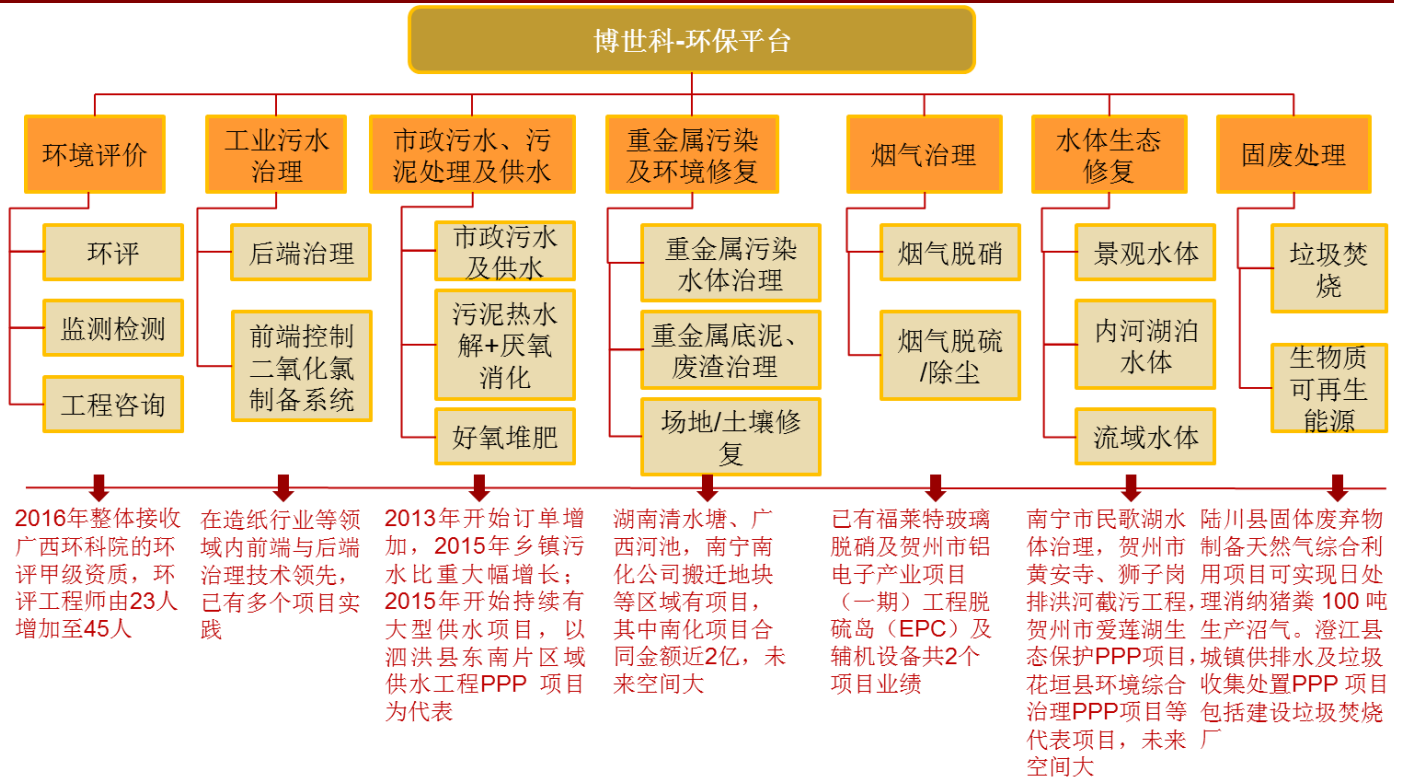 博世科-环保平台
环境评价
环评
监测检测
工程咨询
2016年整体接收
广西环科院的环
评甲级资质，环
评工程师由23人
增加至45人
工业污水
治理
后端治理
前端控制
二氧化氯
制备系统
在造纸行业等领
域内前端与后端
治理技术领先，
已有多个项目实
践
市政污水、污
泥处理及供水
市政污水
及供水
污泥热水
解+厌氧
消化
好氧堆肥
2013年开始订单增
加，2015年乡镇污
水比重大幅增长；
2015年开始持续有
大型供水项目，以
泗洪县东南片区域
供水工程PPP 项目
为代表
重金属污染
及环境修复
重金属污染
水体治理
重金属底泥、
废渣治理
场地/土壤修
复
湖南清水塘、广
西河池，南宁南
化公司搬迁地块
等区域有项目，
其中南化项目合
同金额近2亿，未
来空间大
烟气治理
烟气脱硝
烟气脱硫
/除尘
已有福莱特玻璃
脱硝及贺州市铝
电子产业项目
（一期）工程脱
硫岛（EPC）及
辅机设备共2个
项目业绩
水体生态
修复
景观水体
内河湖泊
水体
流域水体
南宁市民歌湖水
体治理，贺州市
黄安寺、狮子岗
排洪河截污工程，
贺州市爱莲湖生
态保护PPP项目，
花垣县环境综合
治理PPP项目等
代表项目，未来
空间大
固废处理
垃圾焚
烧
生物质
可再生
能源
陆川县固体废弃物
制备天然气综合利
用项目可实现日处
理消纳猪粪 100 吨
生产沼气。澄江县
城镇供排水及垃圾
收集处置PPP 项目
包括建设垃圾焚烧
厂